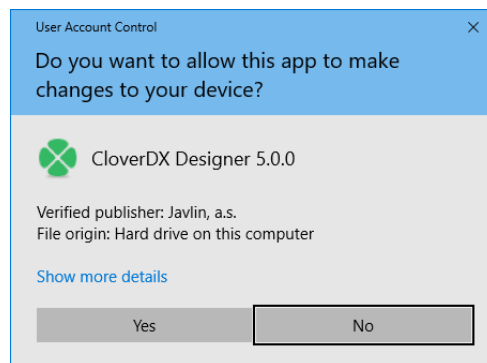 User Account Control
Do you want to allow this app to make
changes to your device?
CloverDX Designer 5.0.0
Verified publisher: Javlin, a.s.
File origin: Hard drive on this computer
Show more details
Yes
No